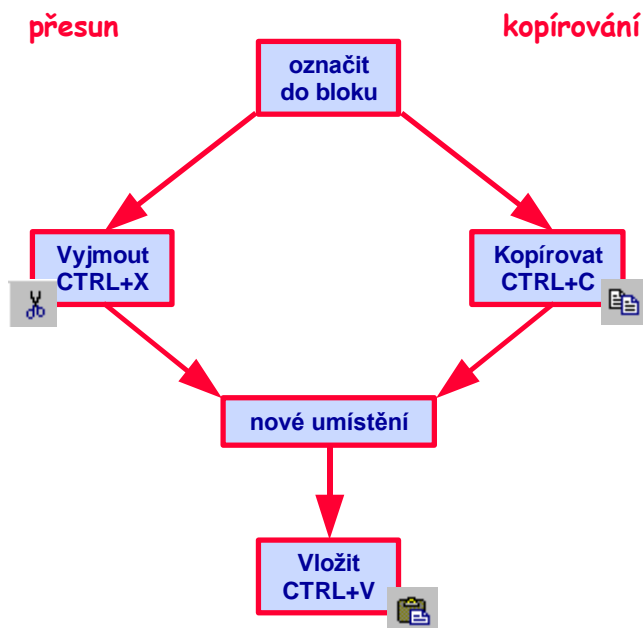 přesun
kopírování
označit
do bloku
Vyjmout
CTRL+X
Kopírovat
CTRL+C
nové umístění
Vložit
CTRL+V